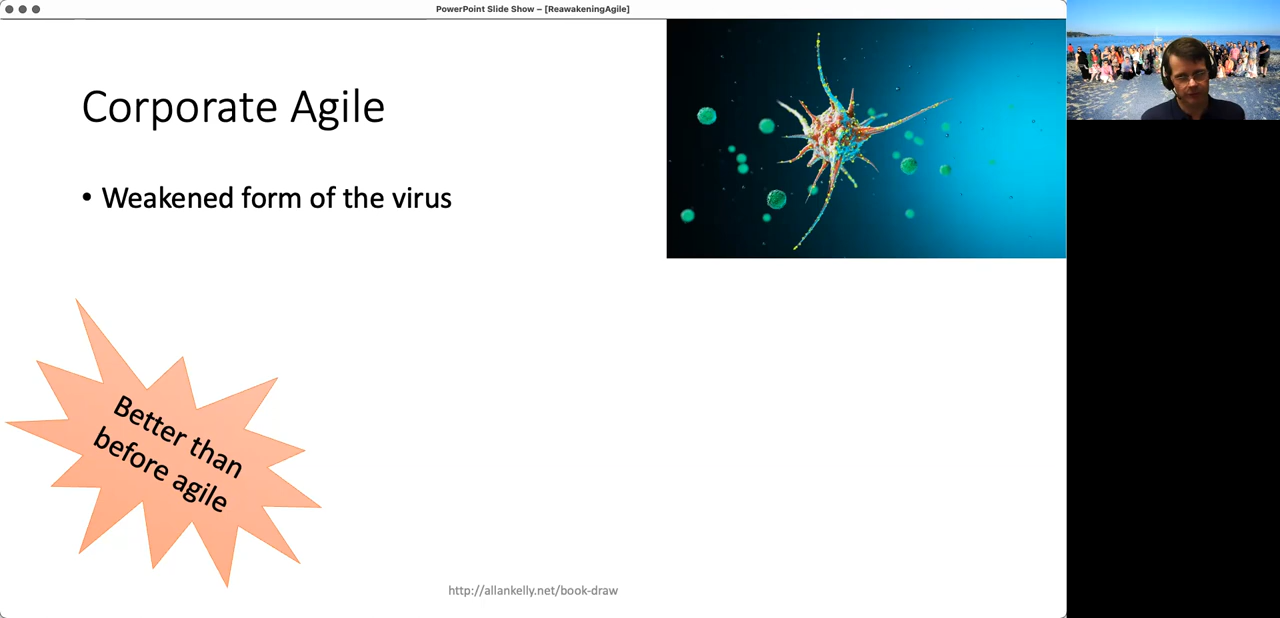 PowerPoint Slide Show – [ReawakeningAgile]
Corporate Agile
• Weakened form of the virus
Better than
before agile
http://allankelly.net/book-draw